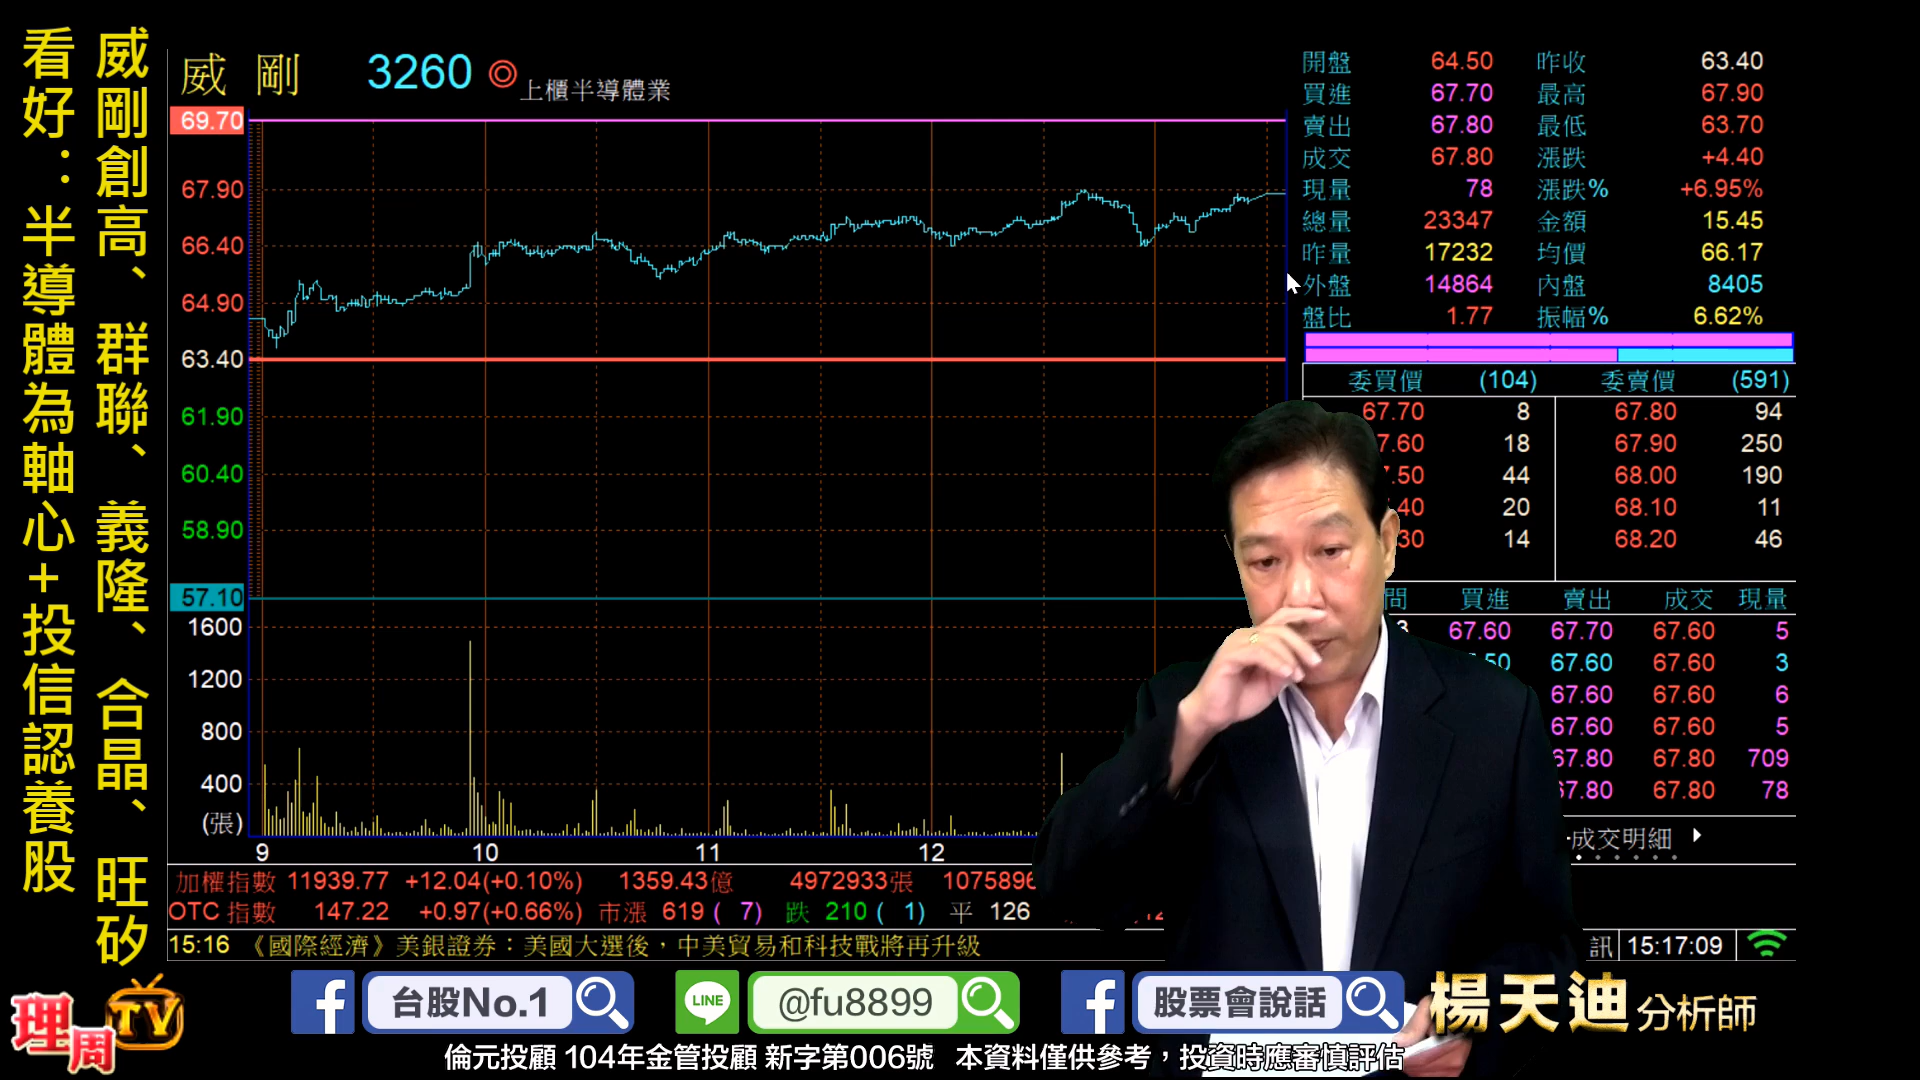 威剛創高、群聯、義隆、合晶、旺矽
看好：半導體為軸心+投信認養股
威 剛 3260 ◎ 上櫃半導體業
69.70
67.90
66.40
64.90
63.40
61.90
60.40
58.90
57.10
1600
1200
800
400
(張)
9 10 11 12
開盤 64.50 昨收 63.40
買進 67.70 最高 67.90
賣出 67.80 最低 63.70
成交 67.80 漲跌 +4.40
現量 78 漲跌% +6.95%
總量 23347 金額 15.45
昨量 17232 均價 66.17
外盤 14864 內盤 8405
盤比 1.77 振幅% 6.62%
委買價 (104) 委賣價 (591)
67.70 8 67.80 94
7.60 18 67.90 250
.50 44 68.00 190
40 20 68.10 11
30 14 68.20 46
間 買進 賣出 成交 現量
3 67.60 67.70 67.60 5
.50 67.60 67.60 3
67.60 67.60 6
67.60 67.60 5
67.80 67.80 709
67.80 67.80 78
成交明細
加權指數 11939.77 +12.04(+0.10%) 1359.43億 4972933張 1075896
OTC 指數 147.22 +0.97(+0.66%) 市漲 619 ( 7) 跌 210 ( 1) 平 126
15:16 《國際經濟》美銀證券：美國大選後，中美貿易和科技戰將再升級
訊 15:17:09
理周TV
台股No.1
LINE
@fu8899
股票會說話
楊天迪 分析師
倫元投顧 104年金管投顧 新字第006號 本資料僅供參考，投資時應審慎評估